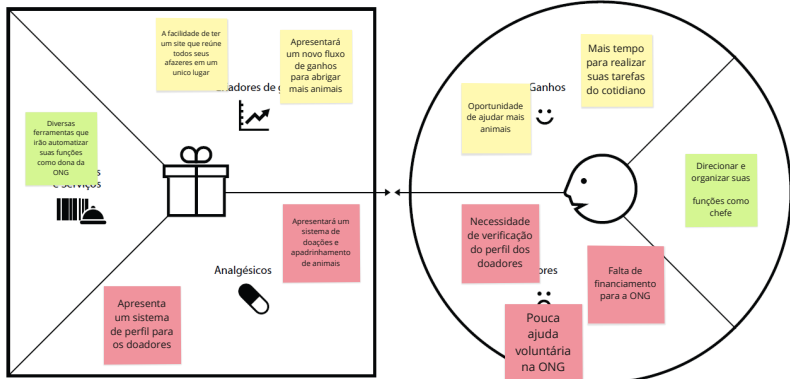 A facilidade de ter
um site que reúne
todos seus
afazeres em um
unico lugar
Apresentará
um novo fluxo
de ganhos
para abrigar
mais animais
adores de g
Diversas
ferramentas que
irão automatizar
suas funções
como dona da
ONG
s
e serviços
Apresentará um
sistema de
doações e
apadrinhamento
de animais
Analgésicos
Apresenta
um sistema
de perfil para
os doadores
Mais tempo
para realizar
suas tarefas
do cotidiano
Ganhos
Oportunidade
de ajudar mais
animais
Direcionar e
organizar suas
funções como
chefe
Necessidade
de verificação
do perfil dos
doadores
ores
Falta de
financiamento
para a ONG
Pouca
ajuda
voluntária
na ONG